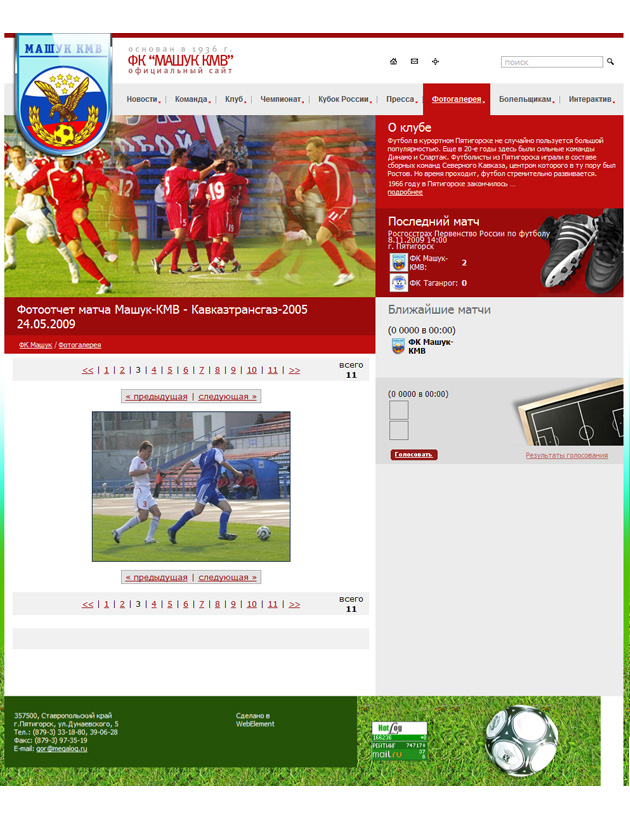 МАШУК КМВ
основан в 1936 г.
ФК "МАШУК КМВ"
официальный сайт
поиск
Новости | Команда | Клуб | Чемпионат | Кубок России | Пресса | Фотогалерея | Болельщикам | Интерактив
О клубе
Футбол в курортном Пятигорске не случайно пользуется большой
популярностью. Еще в 20-е годы здесь были сильные команды
Динамо и Спартак. Футболисты из Пятигорска играли в составе
сборных команд Северного Кавказа, центром которого в ту пору был
Ростов. Но время проходит, футбол стремительно развивается.
1966 году в Пятигорске закончилось ...
подробнее
Последний матч
Росгосстрах Первенство России по футболу
8.11.2009 14:00
г. Пятигорск
ФК Машук-
КМВ: 2
ФК Таганрог: 0
Фотоотчет матча Машук-КМВ - Кавказтрансгаз-2005
24.05.2009
ФК Машук / Фотогалерея
Ближайшие матчи
(0 0000 в 00:00)
ФК Машук-
КМВ
<< | 1 | 2 | 3 | 4 | 5 | 6 | 7 | 8 | 9 | 10 | 11 | >>
всего
11
« предыдущая | следующая »
(0 0000 в 00:00)
Голосовать
Результаты голосования
« предыдущая | следующая »
<< | 1 | 2 | 3 | 4 | 5 | 6 | 7 | 8 | 9 | 10 | 11 | >>
всего
11
357500, Ставропольский край
г.Пятигорск, ул.Дунаевского, 5
Тел.: (879-3) 33-18-80, 39-06-28
Факс: (879-3) 97-35-19
E-mail: gor@megalog.ru
Сделано в
WebElement
HotLog
РЕЙТИНГ 747174
mail.ru